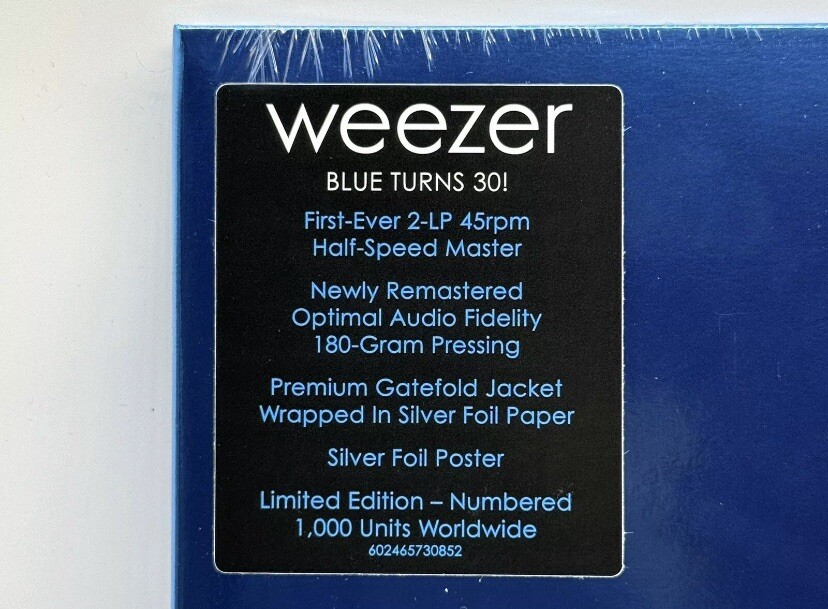 weezer
BLUE TURNS 30!
First-Ever 2-LP 45rpm
Half-Speed Master
Newly Remastered
Optimal Audio Fidelity
180-Gram Pressing
Premium Gatefold Jacket
Wrapped In Silver Foil Paper
Silver Foil Poster
Limited Edition – Numbered
1,000 Units Worldwide
602465730852